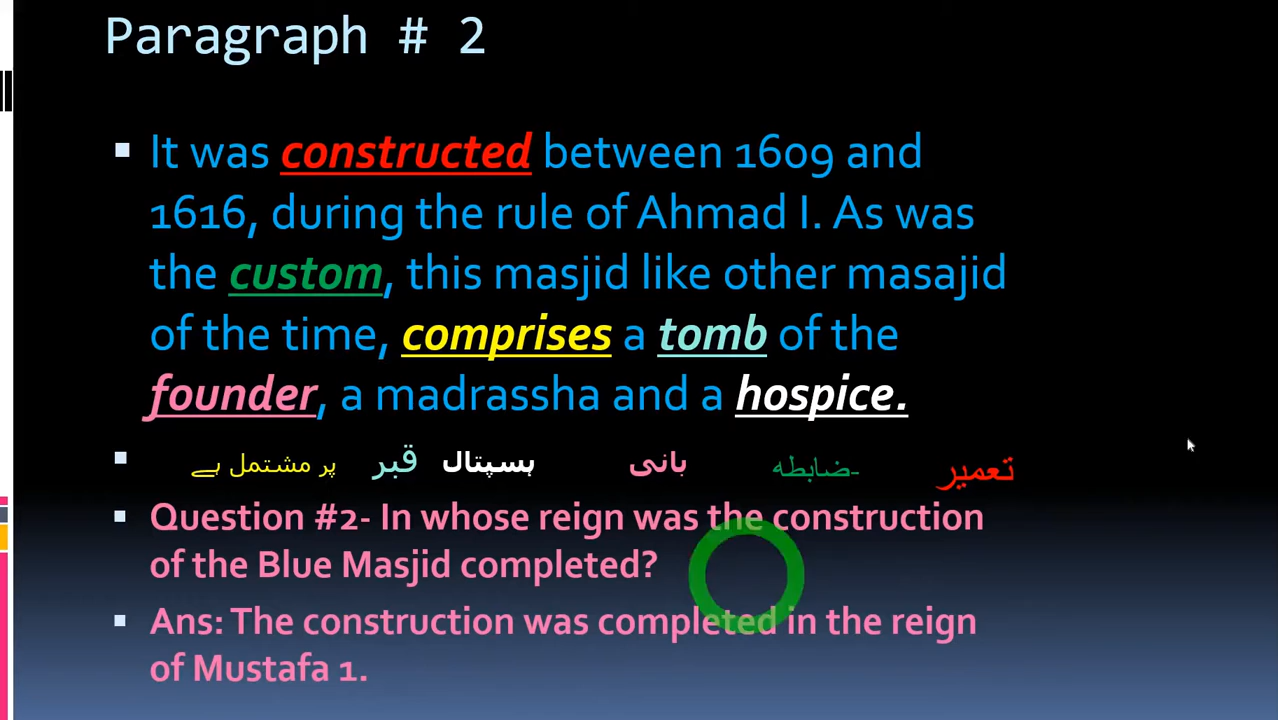 Paragraph # 2
It was constructed between 1609 and
1616, during the rule of Ahmad I. As was
the custom, this masjid like other masajid
of the time, comprises a tomb of the
founder, a madrassha and a hospice.
تعمیر ضابطه- بانی ہسپتال قبر پر مشتمل ہے
Question #2- In whose reign was the construction
of the Blue Masjid completed?
Ans: The construction was completed in the reign
of Mustafa 1.